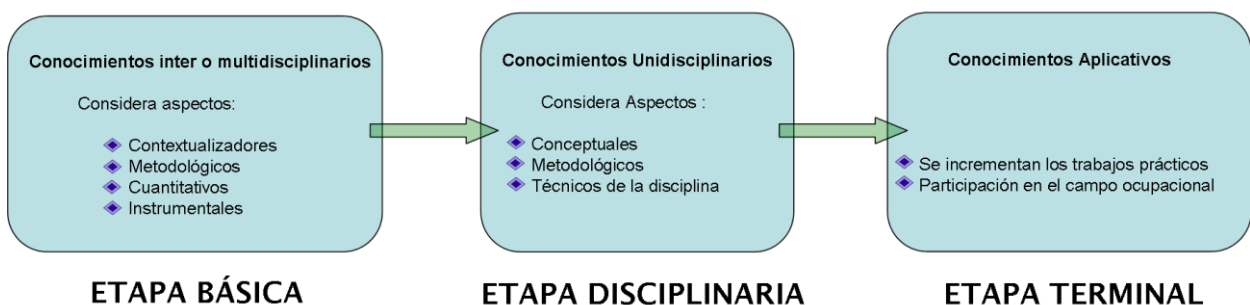 Conocimientos inter o multidisciplinarios
Considera aspectos:
Contextualizadores
Metodológicos
Cuantitativos
Instrumentales
ETAPA BÁSICA
Conocimientos Unidisciplinarios
Considera Aspectos :
Conceptuales
Metodológicos
Técnicos de la disciplina
ETAPA DISCIPLINARIA
Conocimientos Aplicativos
Se incrementan los trabajos prácticos
Participación en el campo ocupacional
ETAPA TERMINAL